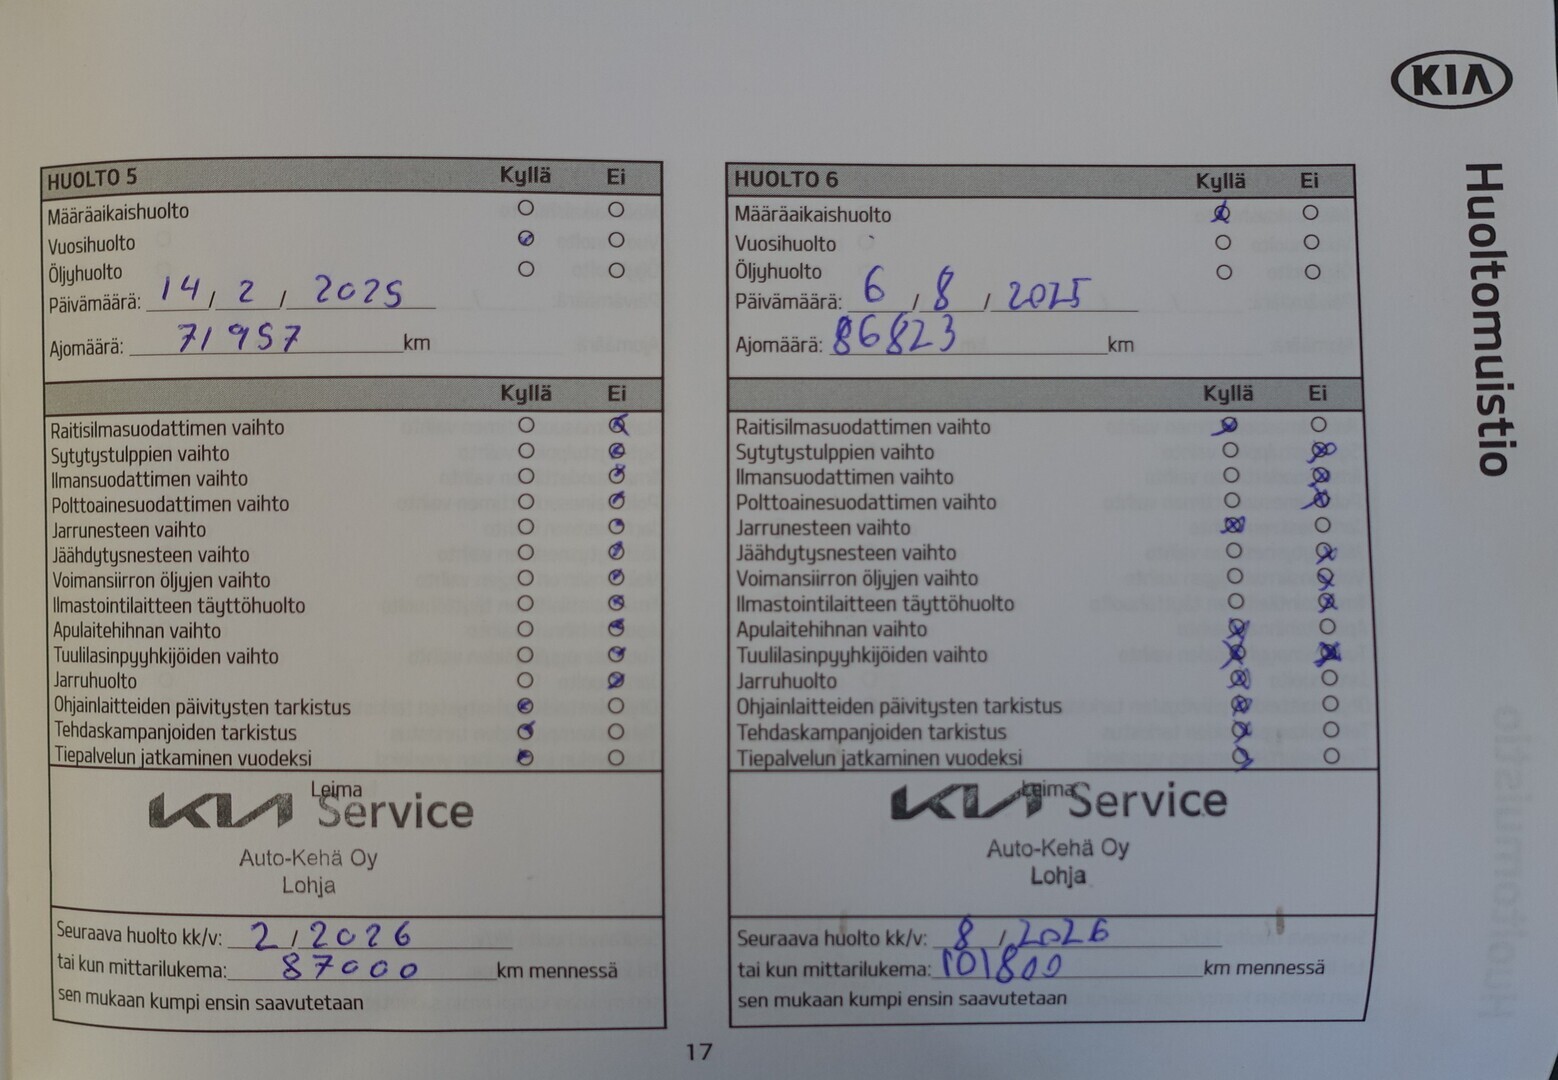 KIA
Huoltomuistio
HUOLTO 5 Kyllä Ei
Määräaikaishuolto
Vuosihuolto
Öljyhuolto
Päivämäärä: 14 / 2 / 2025
Ajomäärä: 71957 km
Kyllä Ei
Raitisilmasuodattimen vaihto
Sytytystulppien vaihto
Ilmansuodattimen vaihto
Polttoainesuodattimen vaihto
Jarrunesteen vaihto
Jäähdytysnesteen vaihto
Voimansiirron öljyjen vaihto
Ilmastointilaitteen täyttöhuolto
Apulaitehihnan vaihto
Tuulilasinpyyhkijöiden vaihto
Jarruhuolto
Ohjainlaitteiden päivitysten tarkistus
Tehdaskampanjoiden tarkistus
Tiepalvelun jatkaminen vuodeksi
Leima
KIA Service
Auto-Kehä Oy
Lohja
Seuraava huolto kk/v: 2 / 2026
tai kun mittarilukema: 87000 km mennessä
sen mukaan kumpi ensin saavutetaan
HUOLTO 6 Kyllä Ei
Määräaikaishuolto
Vuosihuolto
Öljyhuolto
Päivämäärä: 6 / 8 / 2025
Ajomäärä: 86823 km
Kyllä Ei
Raitisilmasuodattimen vaihto
Sytytystulppien vaihto
Ilmansuodattimen vaihto
Polttoainesuodattimen vaihto
Jarrunesteen vaihto
Jäähdytysnesteen vaihto
Voimansiirron öljyjen vaihto
Ilmastointilaitteen täyttöhuolto
Apulaitehihnan vaihto
Tuulilasinpyyhkijöiden vaihto
Jarruhuolto
Ohjainlaitteiden päivitysten tarkistus
Tehdaskampanjoiden tarkistus
Tiepalvelun jatkaminen vuodeksi
Leima
KIA Service
Auto-Kehä Oy
Lohja
Seuraava huolto kk/v: 8 / 2026
tai kun mittarilukema: 101800 km mennessä
sen mukaan kumpi ensin saavutetaan
17